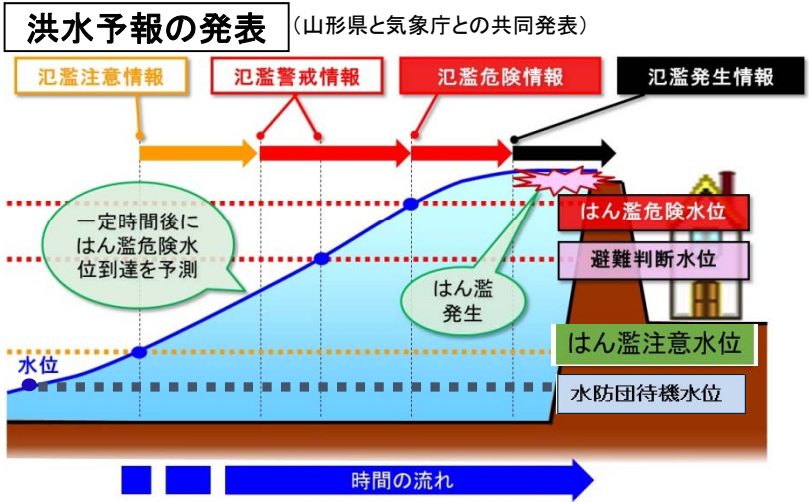 洪水予報の発表
（山形県と気象庁との共同発表）
氾濫注意情報
氾濫警戒情報
氾濫危険情報
氾濫発生情報
一定時間後に
はん濫危険水
位到達を予測
はん濫
発生
はん濫危険水位
避難判断水位
はん濫注意水位
水防団待機水位
水位
時間の流れ